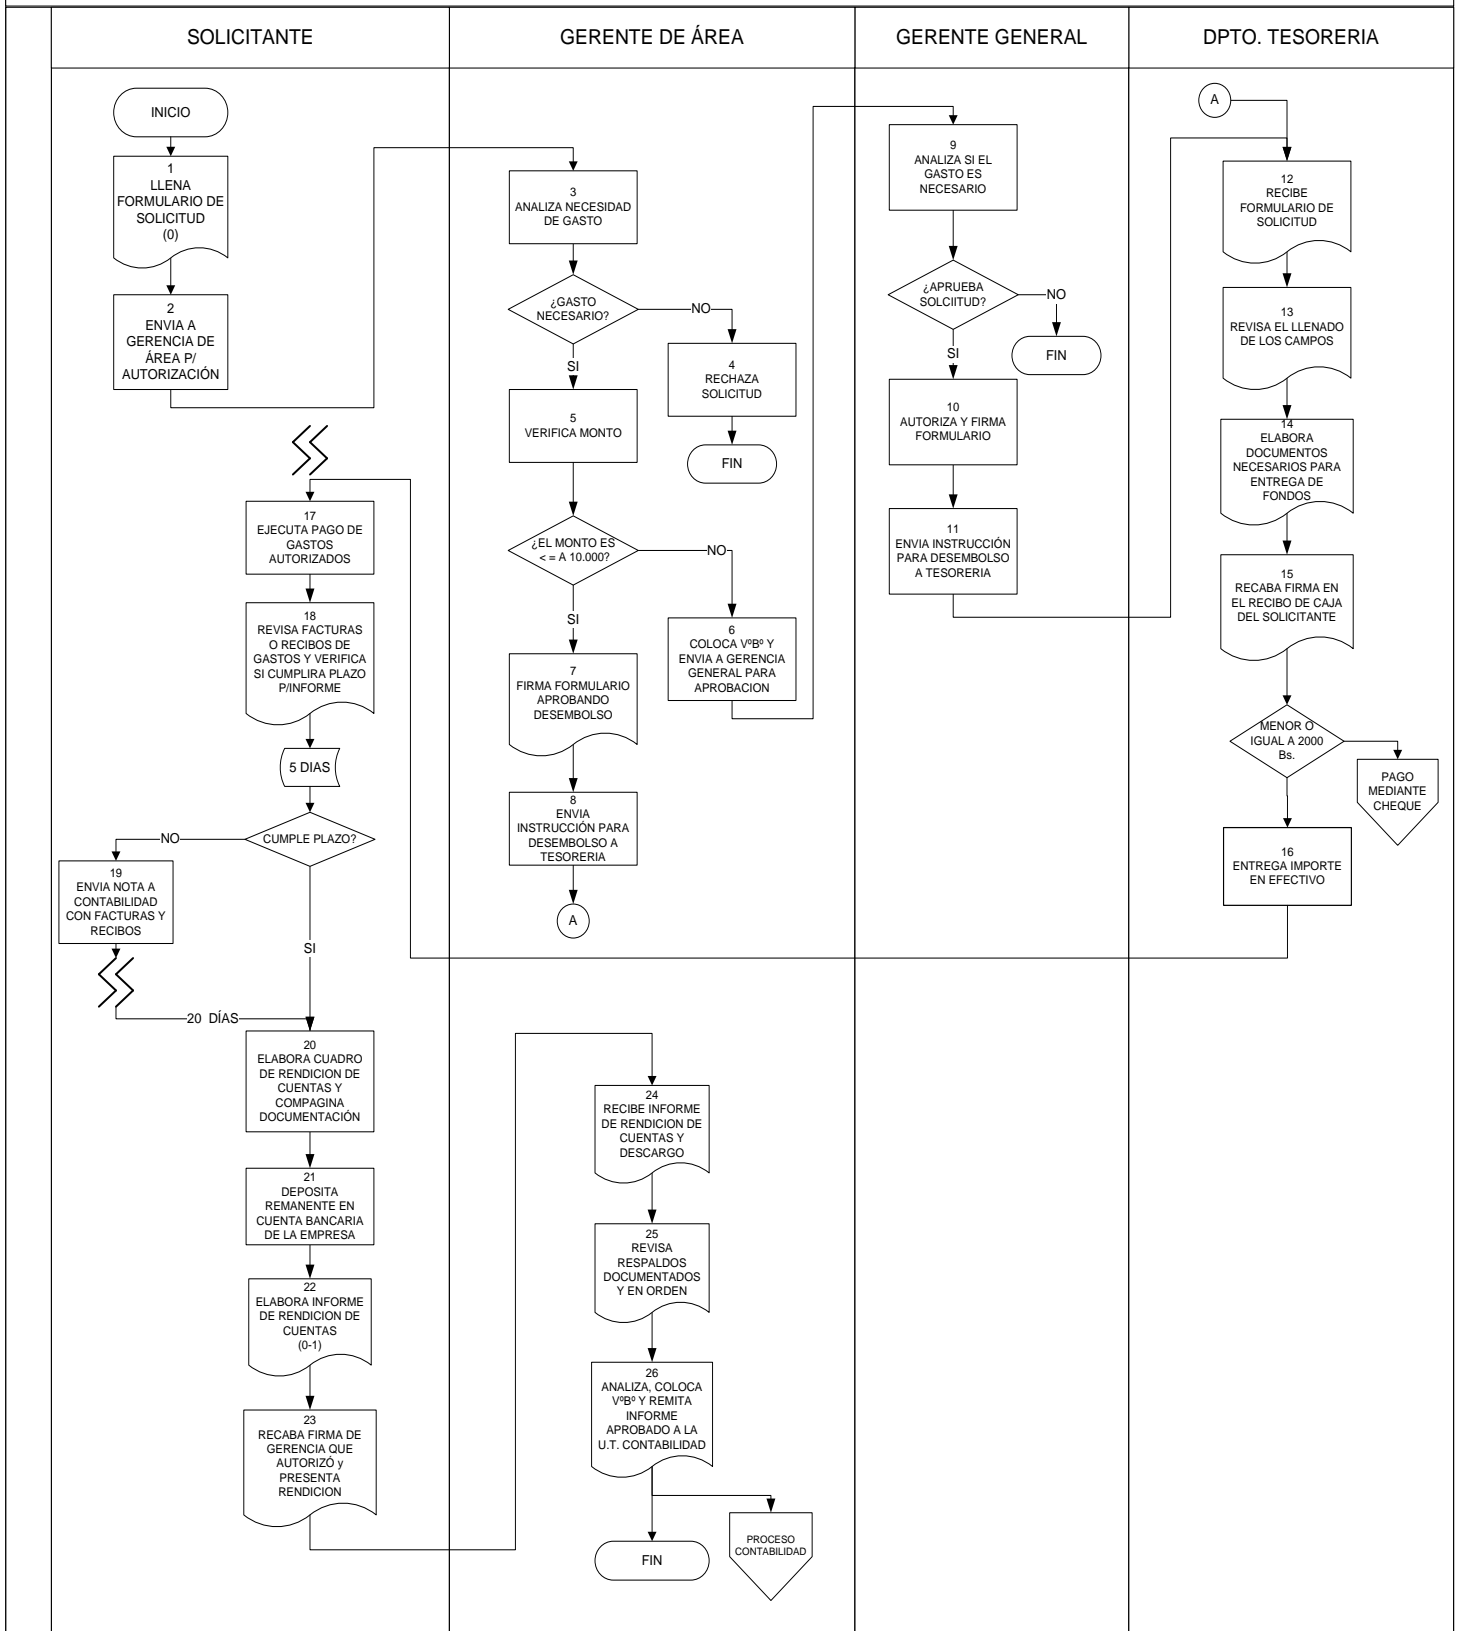 SOLICITANTE
GERENTE DE ÁREA
GERENTE GENERAL
DPTO. TESORERIA
INICIO
1
LLENA
FORMULARIO DE
SOLICITUD
(0)
2
ENVIA A
GERENCIA DE
ÁREA P/
AUTORIZACIÓN
17
EJECUTA PAGO DE
GASTOS
AUTORIZADOS
18
REVISA FACTURAS
O RECIBOS DE
GASTOS Y VERIFICA
SI CUMPLIRA PLAZO
P/INFORME
5 DIAS
CUMPLE PLAZO?
NO
19
ENVIA NOTA A
CONTABILIDAD
CON FACTURAS Y
RECIBOS
SI
20 DÍAS
20
ELABORA CUADRO
DE RENDICION DE
CUENTAS Y
COMPAGINA
DOCUMENTACIÓN
21
DEPOSITA
REMANENTE EN
CUENTA BANCARIA
DE LA EMPRESA
22
ELABORA INFORME
DE RENDICION DE
CUENTAS
(0-1)
23
RECABA FIRMA DE
GERENCIA QUE
AUTORIZÓ y
PRESENTA
RENDICION
3
ANALIZA NECESIDAD
DE GASTO
¿GASTO
NECESARIO?
NO
SI
4
RECHAZA
SOLICITUD
FIN
5
VERIFICA MONTO
¿EL MONTO ES
< = A 10.000?
NO
SI
6
COLOCA VºBº Y
ENVIA A GERENCIA
GENERAL PARA
APROBACION
7
FIRMA FORMULARIO
APROBANDO
DESEMBOLSO
8
ENVIA
INSTRUCCIÓN PARA
DESEMBOLSO A
TESORERIA
A
24
RECIBE INFORME
DE RENDICION DE
CUENTAS Y
DESCARGO
25
REVISA
RESPALDOS
DOCUMENTADOS
Y EN ORDEN
26
ANALIZA, COLOCA
VºBº Y REMITA
INFORME
APROBADO A LA
U.T. CONTABILIDAD
FIN
PROCESO
CONTABILIDAD
9
ANALIZA SI EL
GASTO ES
NECESARIO
¿APRUEBA
SOLCIITUD?
NO
FIN
SI
10
AUTORIZA Y FIRMA
FORMULARIO
11
ENVIA INSTRUCCIÓN
PARA DESEMBOLSO
A TESORERIA
A
12
RECIBE
FORMULARIO DE
SOLICITUD
13
REVISA EL LLENADO
DE LOS CAMPOS
14
ELABORA
DOCUMENTOS
NECESARIOS PARA
ENTREGA DE
FONDOS
15
RECABA FIRMA EN
EL RECIBO DE CAJA
DEL SOLICITANTE
MENOR O
IGUAL A 2000
Bs.
PAGO
MEDIANTE
CHEQUE
16
ENTREGA IMPORTE
EN EFECTIVO